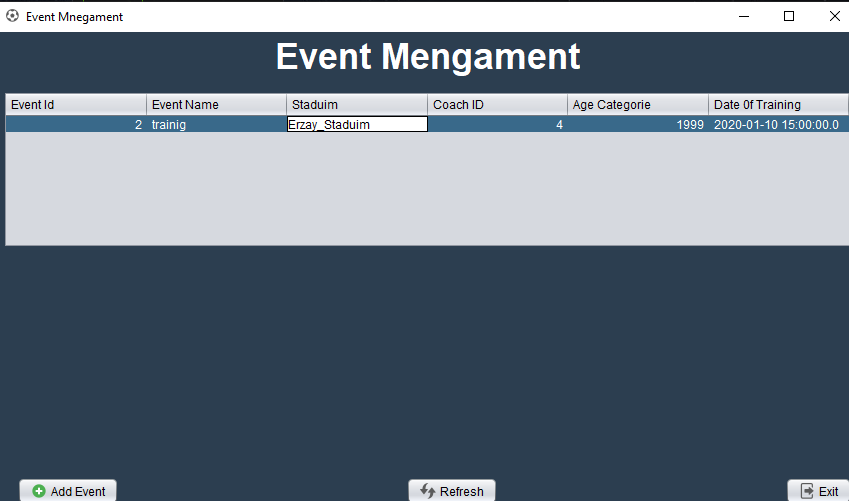 Event Mnegament
Event Mengament
Event Id Event Name Staduim Coach ID Age Categorie Date 0f Training
2 trainig Erzay_Staduim 4 1999 2020-01-10 15:00:00.0
Add Event Refresh Exit